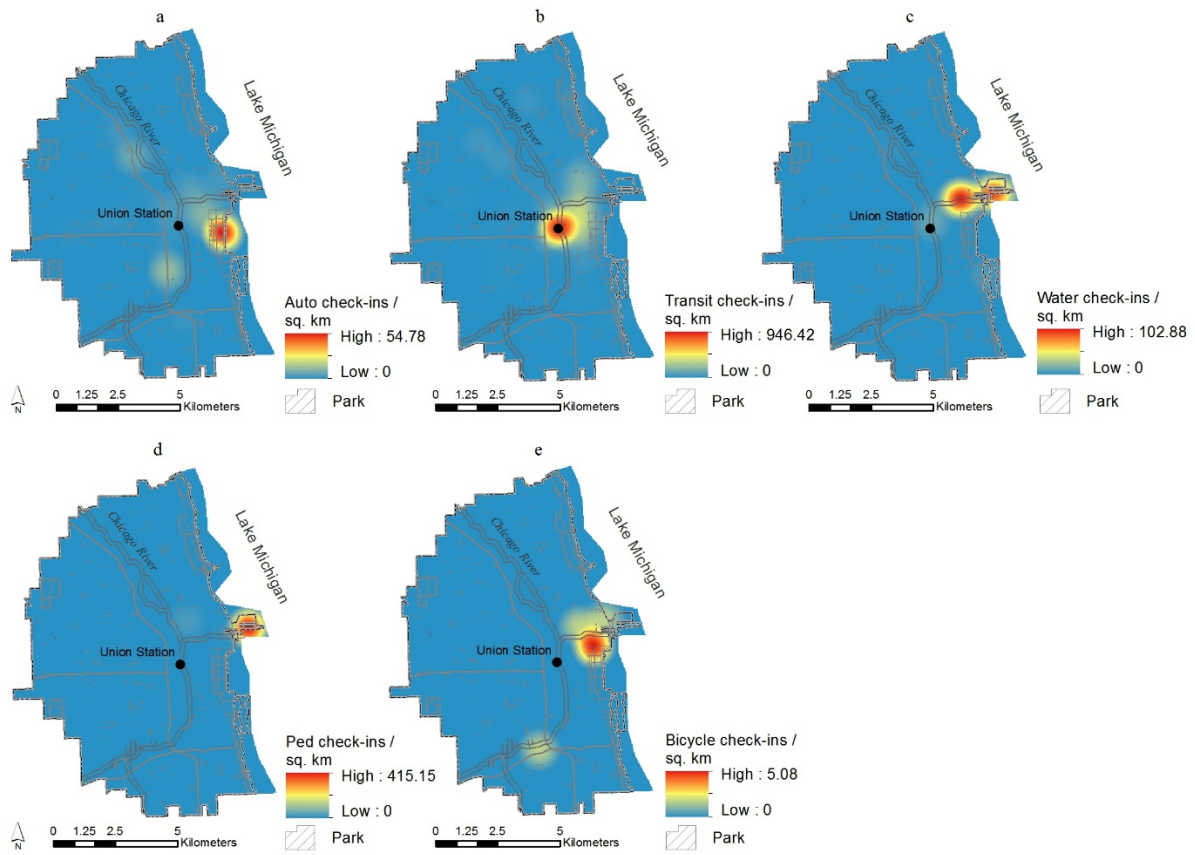 a
Chicago River
Lake Michigan
Union Station
Auto check-ins /
sq. km
High : 54.78
Low : 0
N
0 1.25 2.5 5
Kilometers
Park
b
Chicago River
Lake Michigan
Union Station
Transit check-ins /
sq. km
High : 946.42
Low : 0
0 1.25 2.5 5
Kilometers
Park
c
Chicago River
Lake Michigan
Union Station
Water check-ins /
sq. km
High : 102.88
Low : 0
0 1.25 2.5 5
Kilometers
Park
d
Chicago River
Lake Michigan
Union Station
Ped check-ins /
sq. km
High : 415.15
Low : 0
N
0 1.25 2.5 5
Kilometers
Park
e
Chicago River
Lake Michigan
Union Station
Bicycle check-ins /
sq. km
High : 5.08
Low : 0
0 1.25 2.5 5
Kilometers
Park